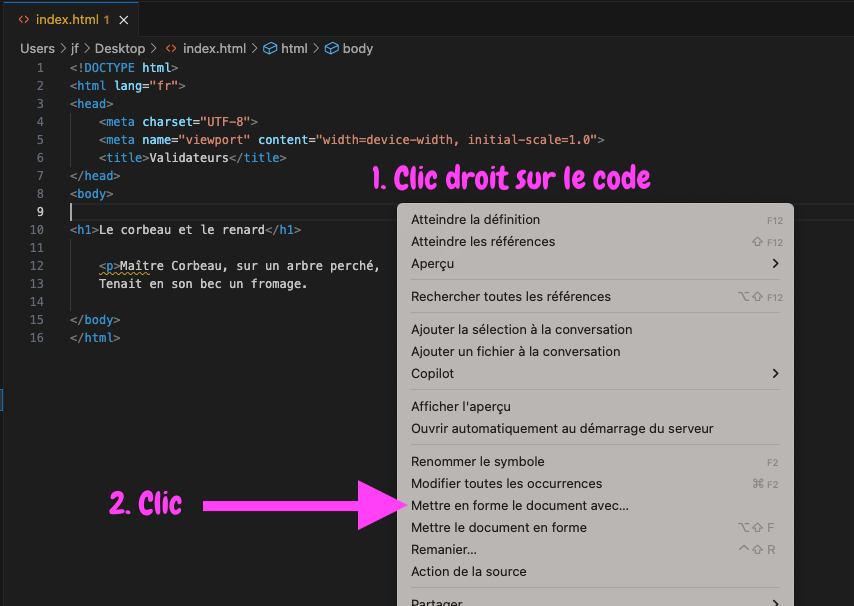 <> index.html 1 ×
Users > jf > Desktop > <> index.html > html > body
1 <!DOCTYPE html>
2 <html lang="fr">
3 <head>
4 <meta charset="UTF-8">
5 <meta name="viewport" content="width=device-width, initial-scale=1.0">
6 <title>Validateurs</title>
7 </head>
1. Clic droit sur le code
8 <body>
9
10 <h1>Le corbeau et le renard</h1>
11
12 <p>Maître Corbeau, sur un arbre perché,
13 Tenait en son bec un fromage.
14
15 </body>
16 </html>
Atteindre la définition F12
Atteindre les références ⇧ F12
Aperçu >
Rechercher toutes les références ⌥⇧ F12
Ajouter la sélection à la conversation
Ajouter un fichier à la conversation
Copilot >
Afficher l'aperçu
Ouvrir automatiquement au démarrage du serveur
Renommer le symbole F2
Modifier toutes les occurrences ⌘ F2
2. Clic
Mettre en forme le document avec...
Mettre le document en forme ⌥⇧ F
Remanier... ^⇧ R
Action de la source
Partager >